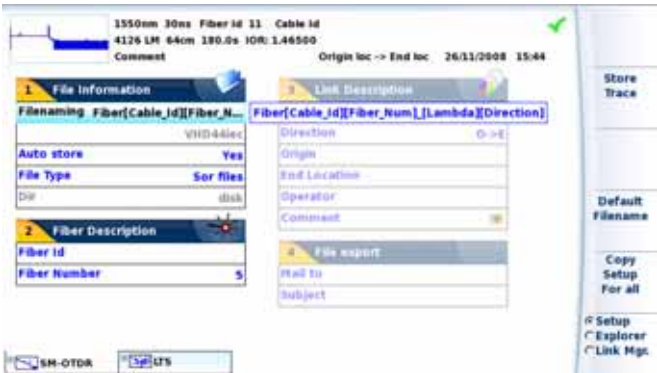 1550nm 30ns Fiber Id 11 Cable Id
4126 LM 64cm 180.0s IOR: 1.46500
Comment Origin loc -> End loc 26/11/2008 15:44
1 File Information
Filenaming Fiber[Cable_Id][Fiber_N...
Fiber[Cable_Id][Fiber_Num]_[Lambda][Direction]
Auto store Yes
File Type Sor files
Dir disk
2 Fiber Description
Fiber Id
Fiber Number 5
3 Link Description
Direction O->E
Origin
End Location
Operator
Comment
4 File export
Mail to
Subject
Store
Trace
Default
Filename
Copy
Setup
For all
Setup
Explorer
Link Mgr.
SM-OTDR
LTS